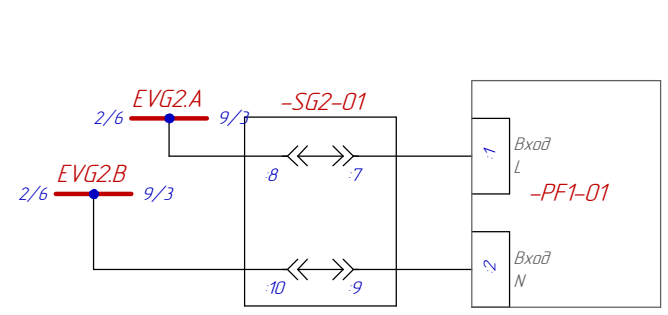 EVG2.A
2/6 9/3
-SG2-01
EVG2.B
2/6 9/3
:8 :7
:1
Вход
L
-PF1-01
:10 :9
:2
Вход
N